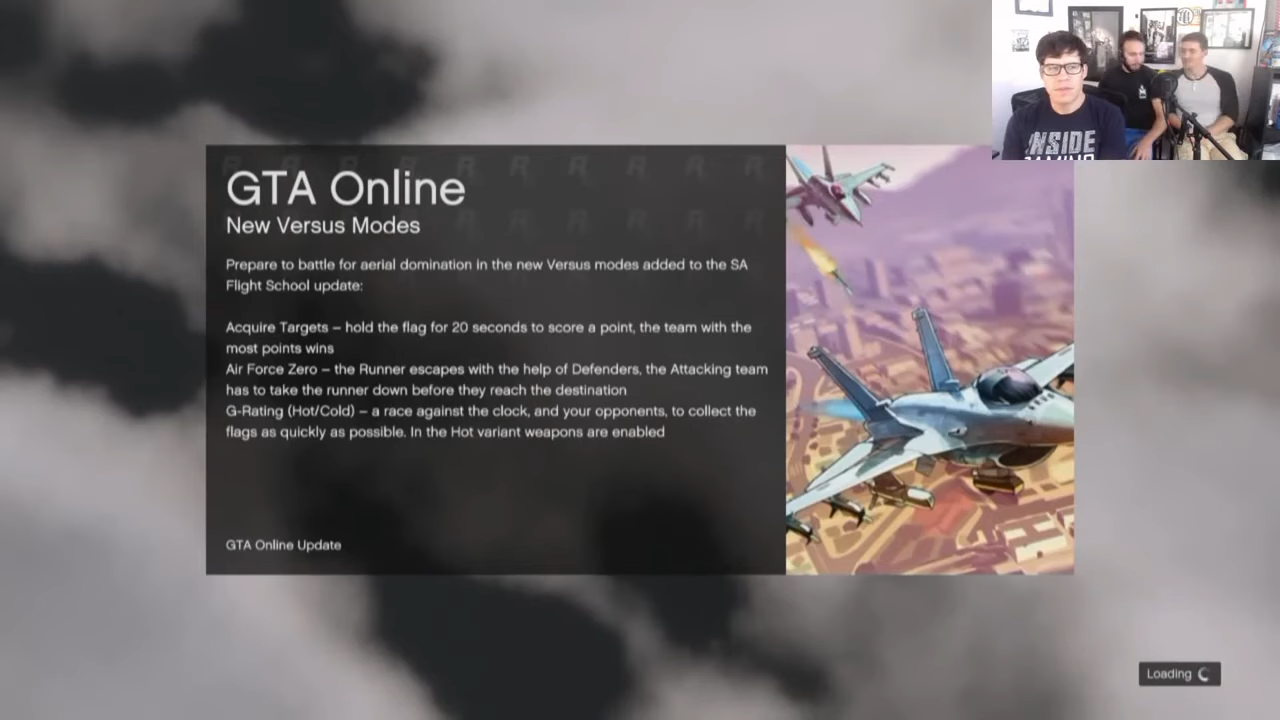 GTA Online
New Versus Modes
Prepare to battle for aerial domination in the new Versus modes added to the SA
Flight School update:
Acquire Targets – hold the flag for 20 seconds to score a point, the team with the
most points wins
Air Force Zero – the Runner escapes with the help of Defenders, the Attacking team
has to take the runner down before they reach the destination
G-Rating (Hot/Cold) – a race against the clock, and your opponents, to collect the
flags as quickly as possible. In the Hot variant weapons are enabled
GTA Online Update
INSIDE
GAMING
Loading